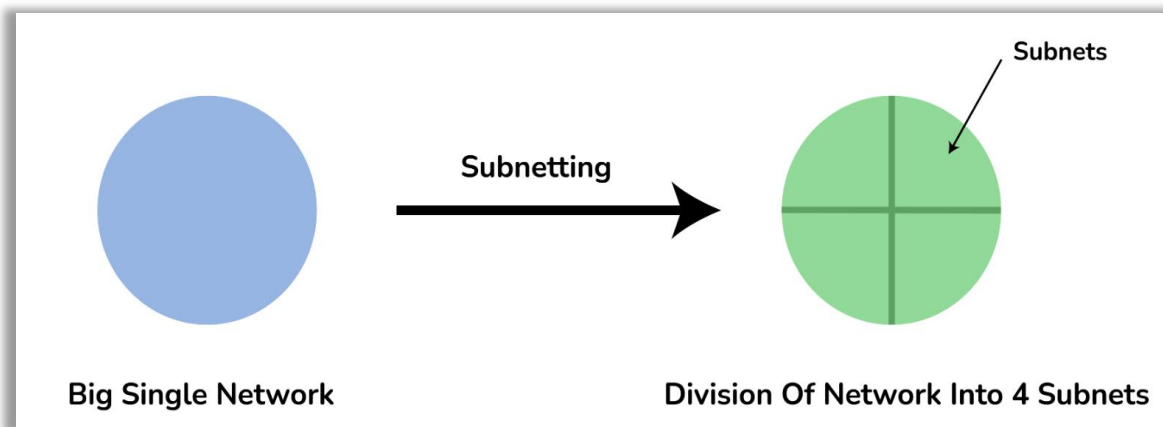 Subnets
Subnetting
Big Single Network
Division Of Network Into 4 Subnets